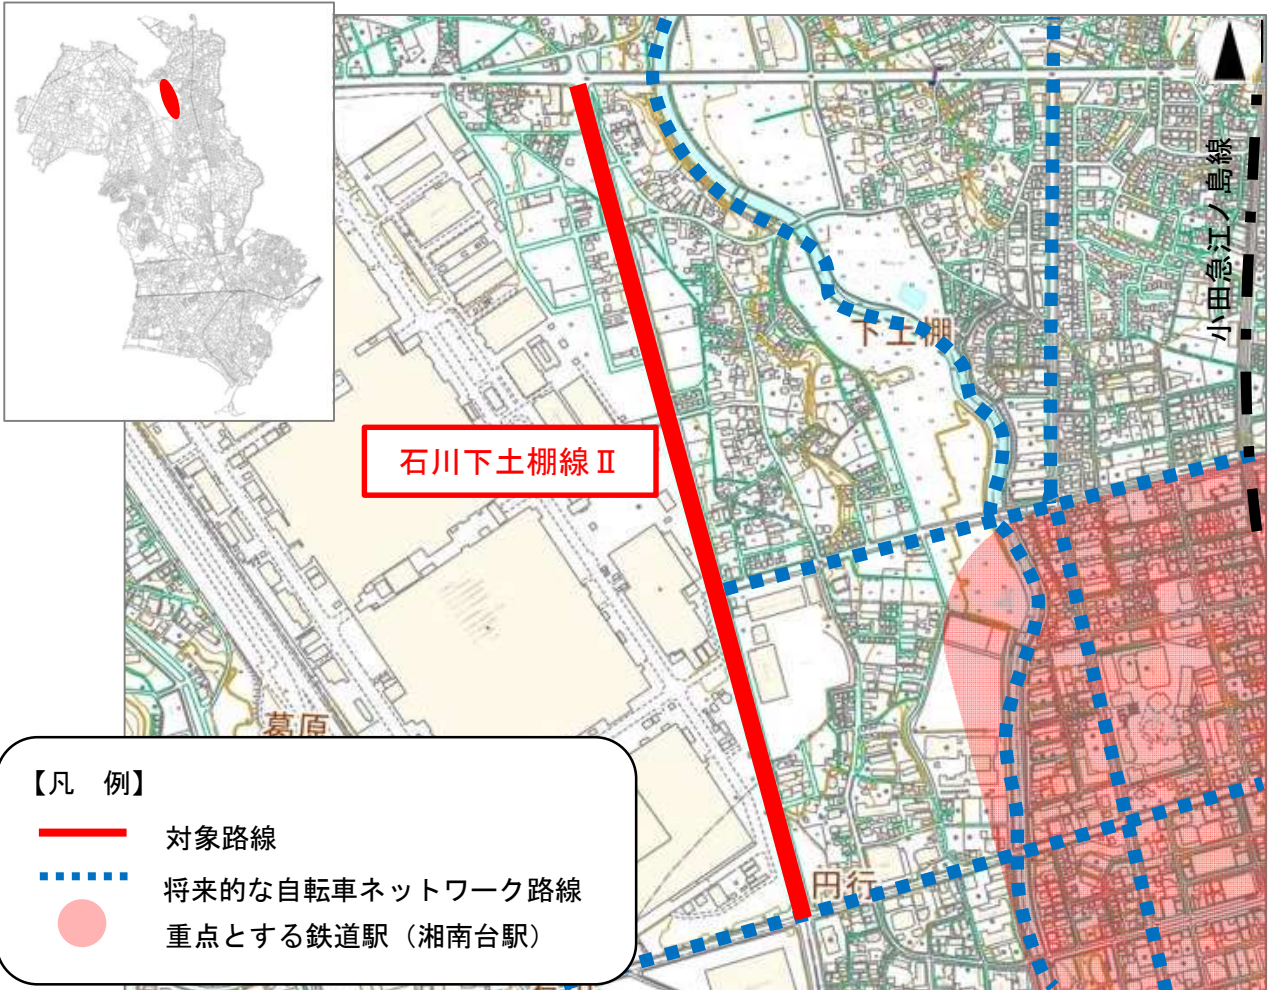 小田急江ノ島線
下土棚
石川下土棚線Ⅱ
葛原
円行
【凡　例】
対象路線
将来的な自転車ネットワーク路線
重点とする鉄道駅（湘南台駅）